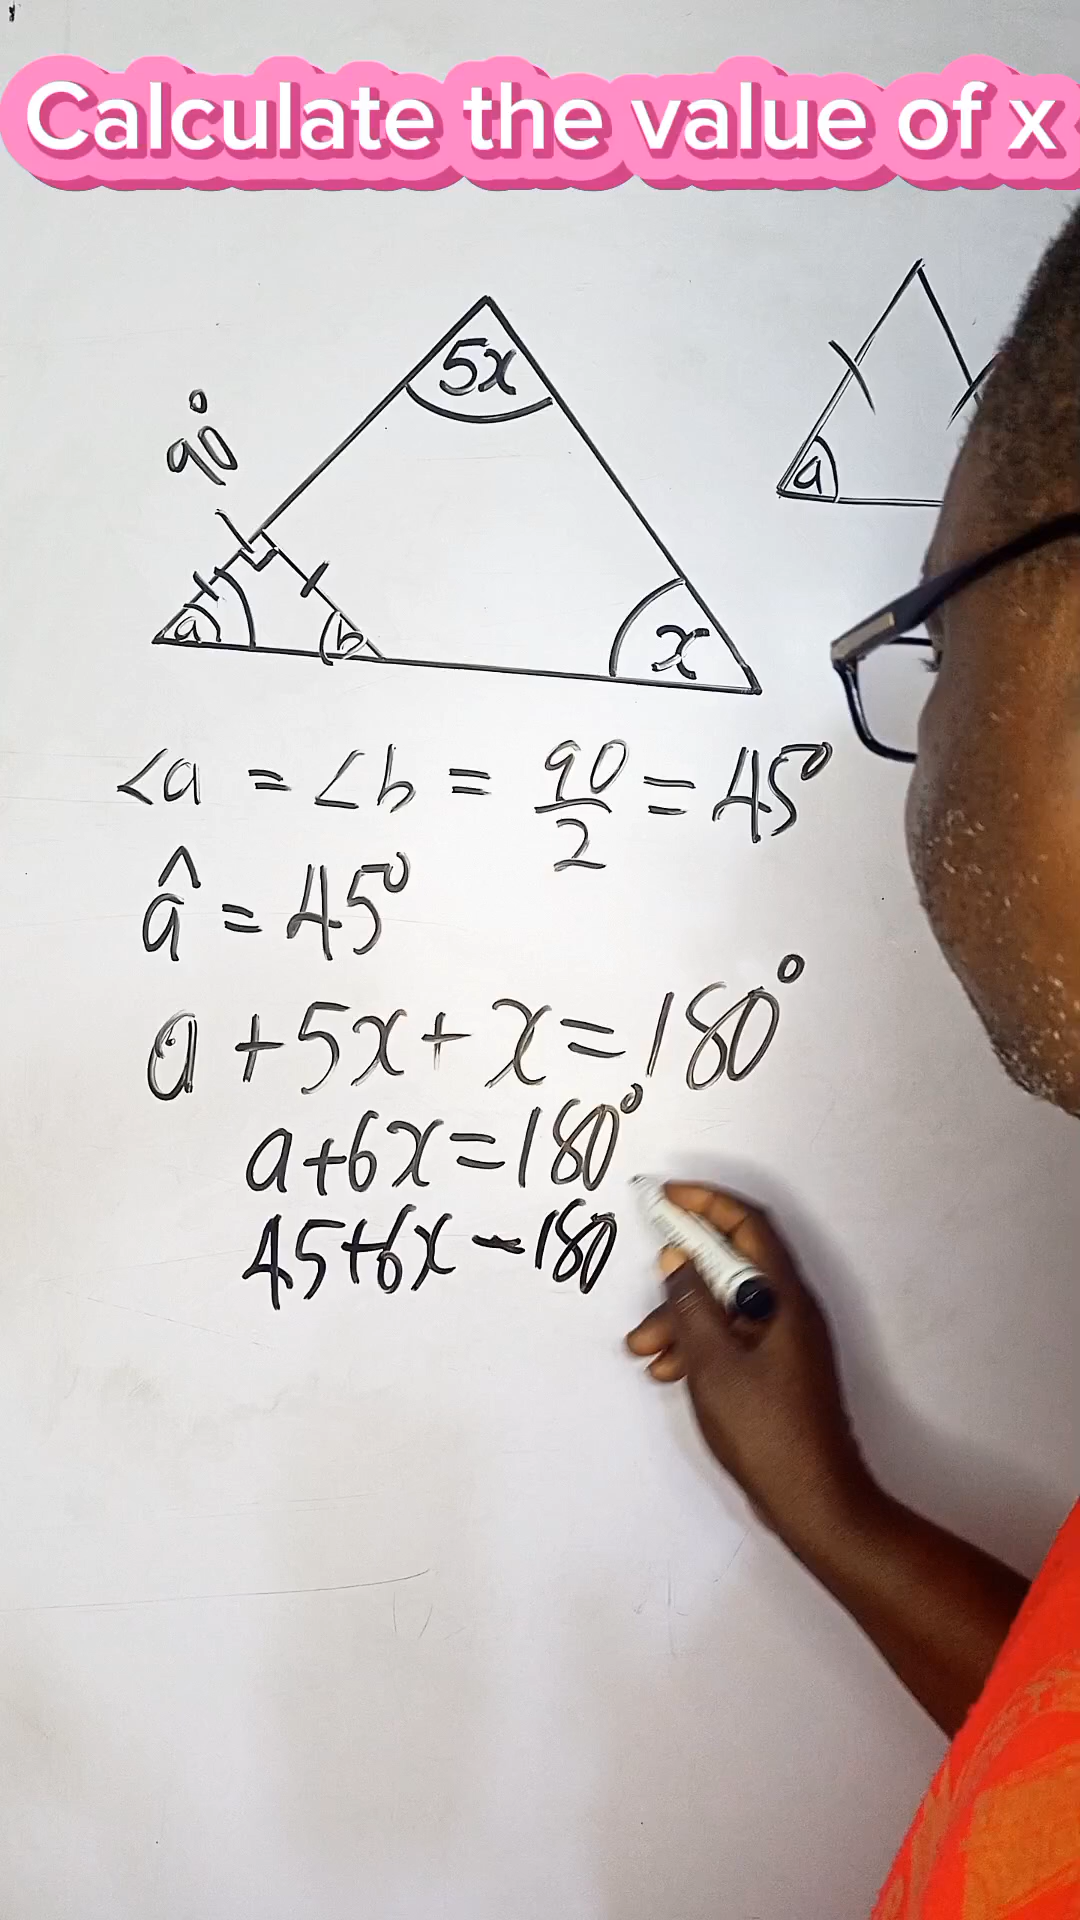 Calculate the value of x
5x
90°
a
a
b
x
<a = <b = 90/2 = 45°
â = 45°
a + 5x + x = 180°
a + 6x = 180°
45 + 6x - 180